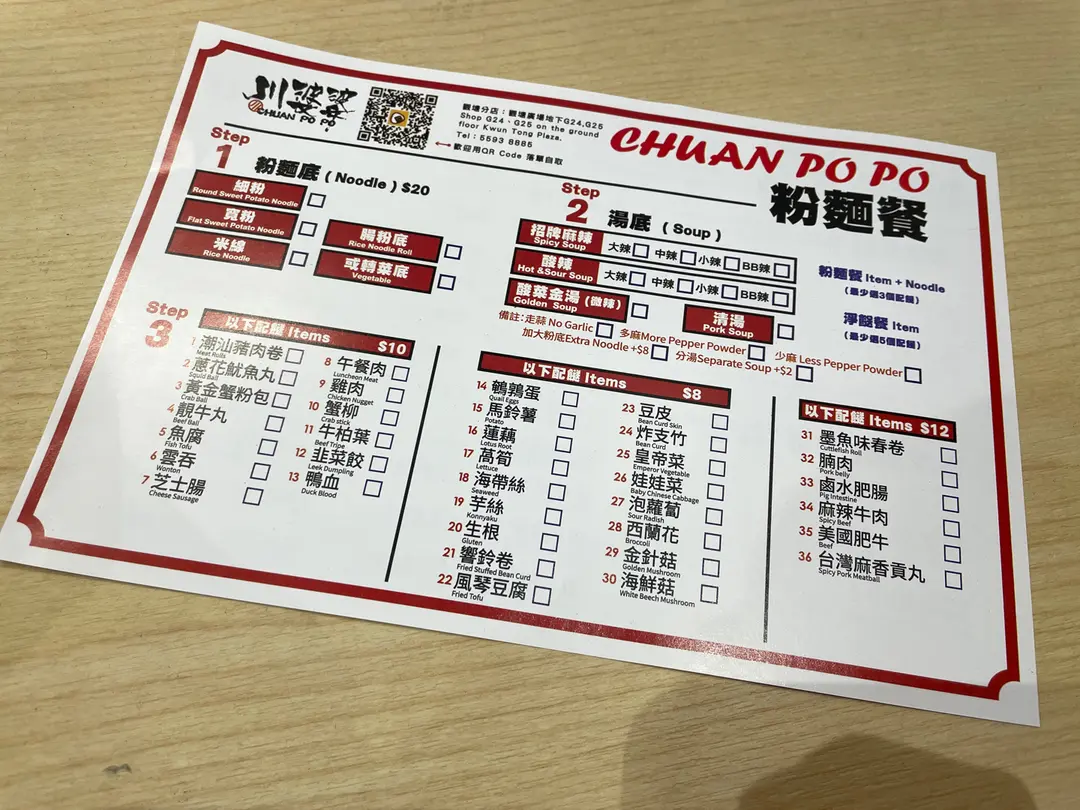 川婆婆
CHUAN PO PO
觀塘分店：觀塘廣場地下G24,G25
Shop G24、G25 on the ground
floor Kwun Tong Plaza.
Tel：5593 8885
歡迎用QR Code 落單自取
CHUAN PO PO
粉麵餐
Step
1
粉麵底 ( Noodle ) $20
細粉
Round Sweet Potato Noodle
寬粉
Flat Sweet Potato Noodle
米線
Rice Noodle
腸粉底
Rice Noodle Roll
或轉菜底
Vegetable
Step
2
湯底 ( Soup )
招牌麻辣
Spicy Soup
大辣 中辣 小辣 BB辣
酸辣
Hot &Sour Soup
大辣 中辣 小辣 BB辣
酸菜金湯 (微辣)
Golden Soup
清湯
Pork Soup
備註：走蒜 No Garlic 多麻More Pepper Powder 少麻 Less Pepper Powder
加大粉底Extra Noodle +$8 分湯Separate Soup +$2
粉麵餐 Item + Noodle
(最少選3個配餸)
淨餸餐 Item
(最少選5個配餸)
Step
3
以下配餸 Items $10
1 潮汕豬肉卷
Meat Rulls
2 蔥花魷魚丸
Squid Ball
3 黃金蟹粉包
Crab Ball
4 靚牛丸
Beef Ball
5 魚腐
Fish Tofu
6 雲吞
Wonton
7 芝士腸
Cheese Sausage
8 午餐肉
Luncheon Meat
9 雞肉
Chicken Nugget
10 蟹柳
Crab stick
11 牛柏葉
Beef Tripe
12 韭菜餃
Leek Dumpling
13 鴨血
Duck Blood
以下配餸 Items $8
14 鵪鶉蛋
Quail Eggs
15 馬鈴薯
Potato
16 蓮藕
Lotus Root
17 萵筍
Lettuce
18 海帶絲
Seaweed
19 芋絲
Konnyaku
20 生根
Gluten
21 響鈴卷
Fried Stuffed Bean Curd
22 風琴豆腐
Fried Tofu
23 豆皮
Bean Curd Skin
24 炸支竹
Bean Curd
25 皇帝菜
Emperor Vegetable
26 娃娃菜
Baby Chinese Cabbage
27 泡蘿蔔
Sour Radish
28 西蘭花
Broccoli
29 金針菇
Golden Mushroom
30 海鮮菇
White Beech Mushroom
以下配餸 Items $12
31 墨魚味春卷
Cuttlefish Roll
32 腩肉
Pork belly
33 鹵水肥腸
Pig Intestine
34 麻辣牛肉
Spicy Beef
35 美國肥牛
Beef
36 台灣麻香貢丸
Spicy Pork Meatball